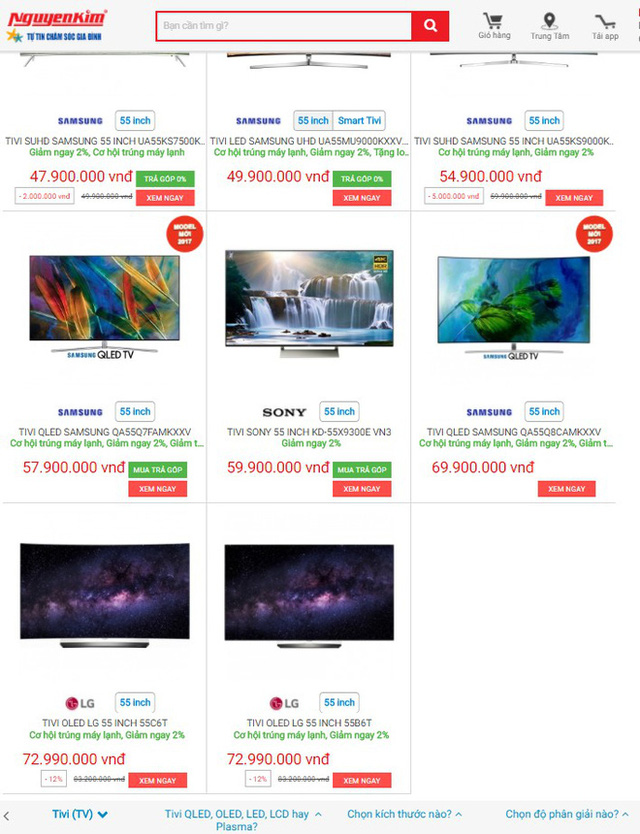 NguyenKim
TỰ TIN CHĂM SÓC GIA ĐÌNH
Bạn cần tìm gì?
Giỏ hàng
Trung Tâm
Tải app
SAMSUNG 55 inch
TIVI SUHD SAMSUNG 55 INCH UA55KS7500K..
Giảm ngay 2%, Cơ hội trúng máy lạnh
47.900.000 vnđ TRẢ GÓP 0%
- 2.000.000 vnđ 49.900.000 vnđ XEM NGAY
SAMSUNG 55 inch Smart Tivi
TIVI LED SAMSUNG UHD UA55MU9000KXXV...
Cơ hội trúng máy lạnh, Giảm ngay 2%, Tặng lo..
49.900.000 vnđ TRẢ GÓP 0%
XEM NGAY
SAMSUNG 55 inch
TIVI SUHD SAMSUNG 55 INCH UA55KS9000K..
Cơ hội trúng máy lạnh, Giảm ngay 2%
54.900.000 vnđ
- 5.000.000 vnđ 59.900.000 vnđ XEM NGAY
MODEL
MỚI
2017
SAMSUNG QLED TV
SAMSUNG 55 inch
TIVI QLED SAMSUNG QA55Q7FAMKXXV
Cơ hội trúng máy lạnh, Giảm ngay 2%, Giảm t...
57.900.000 vnđ MUA TRẢ GÓP
XEM NGAY
4K
HDR
SONY 55 inch
TIVI SONY 55 INCH KD-55X9300E VN3
Giảm ngay 2%
59.900.000 vnđ MUA TRẢ GÓP
XEM NGAY
MODEL
MỚI
2017
SAMSUNG QLED TV
SAMSUNG 55 inch
TIVI QLED SAMSUNG QA55Q8CAMKXXV
Cơ hội trúng máy lạnh, Giảm ngay 2%, Giảm t...
69.900.000 vnđ
XEM NGAY
LG 55 inch
TIVI OLED LG 55 INCH 55C6T
Cơ hội trúng máy lạnh, Giảm ngay 2%
72.990.000 vnđ
- 12% 83.200.000 vnđ XEM NGAY
LG 55 inch
TIVI OLED LG 55 INCH 55B6T
Cơ hội trúng máy lạnh, Giảm ngay 2%
72.990.000 vnđ
- 12% 83.200.000 vnđ XEM NGAY
Tivi (TV)
Tivi QLED, OLED, LED, LCD hay
Plasma?
Chọn kích thước nào?
Chọn độ phân giải nào?